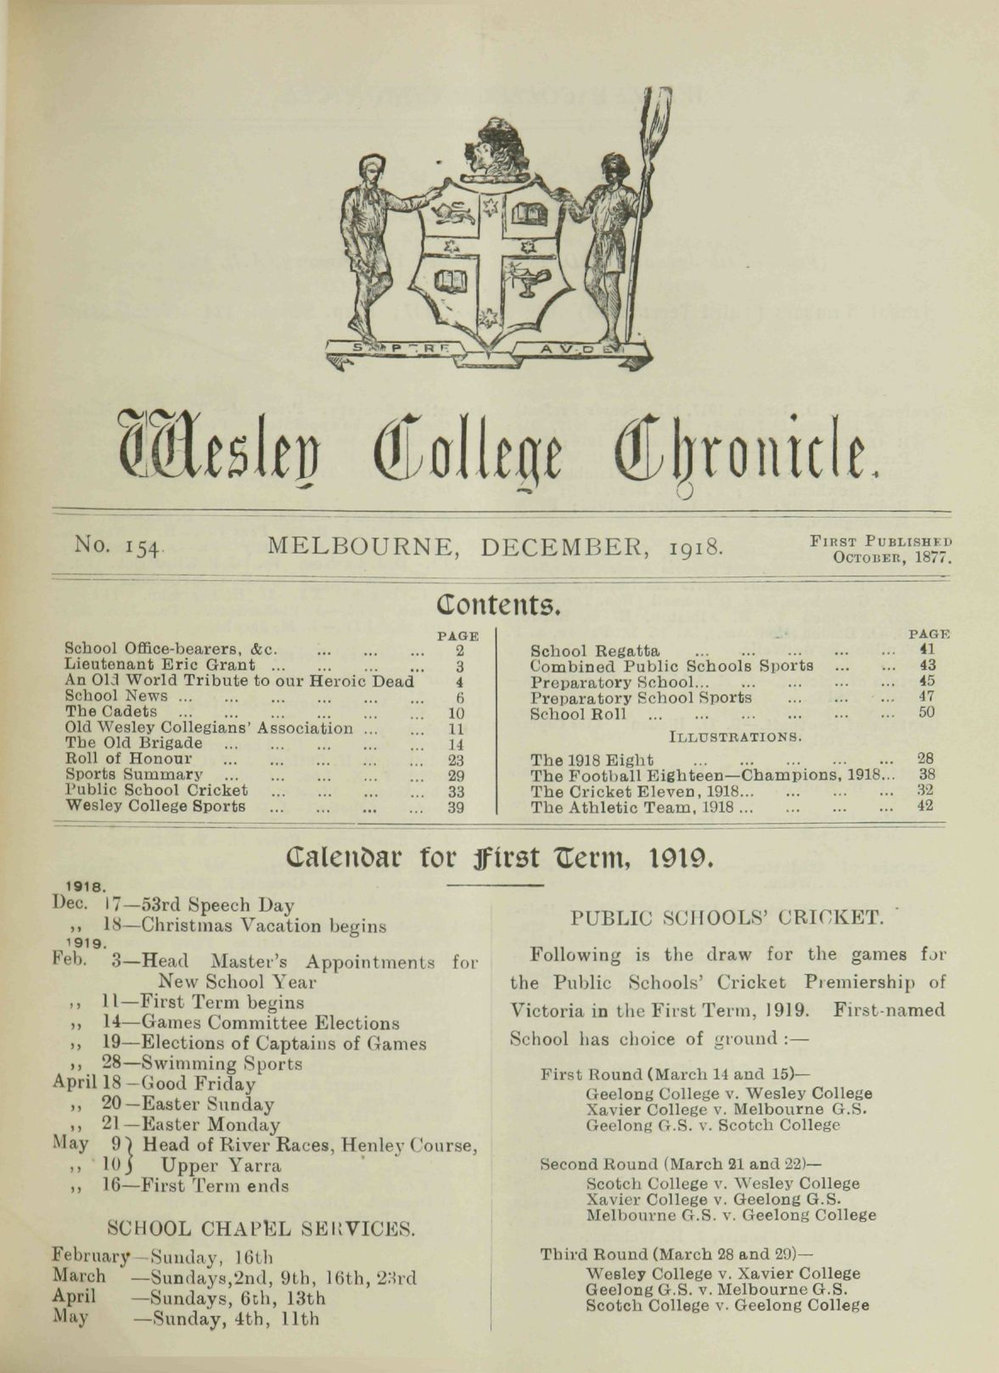 Wesley College Chronicle.
No. 154. MELBOURNE, DECEMBER, 1918. FIRST PUBLISHED
OCTOBER, 1877.
Contents.
PAGE
School Office-bearers, &c. ... ... ... 2
Lieutenant Eric Grant ... ... ... ... 3
An Old World Tribute to our Heroic Dead 4
School News ... ... ... ... ... ... 6
The Cadets ... ... ... ... ... ... 10
Old Wesley Collegians' Association ... ... 11
The Old Brigade ... ... ... ... ... 14
Roll of Honour ... ... ... ... ... 23
Sports Summary ... ... ... ... ... 29
Public School Cricket ... ... ... ... 33
Wesley College Sports ... ... ... ... 39
PAGE
School Regatta ... ... ... ... ... 41
Combined Public Schools Sports ... ... 43
Preparatory School... ... ... ... ... 45
Preparatory School Sports ... ... ... 47
School Roll ... ... ... ... ... ... 50
ILLUSTRATIONS.
The 1918 Eight ... ... ... ... ... 28
The Football Eighteen—Champions, 1918... 38
The Cricket Eleven, 1918... ... ... ... 32
The Athletic Team, 1918 ... ... ... ... 42
Calendar for First Term, 1919.
1918.
Dec. 17—53rd Speech Day
,, 18—Christmas Vacation begins
1919.
Feb. 3—Head Master's Appointments for
New School Year
,, 11—First Term begins
,, 14—Games Committee Elections
,, 19—Elections of Captains of Games
,, 28—Swimming Sports
April 18—Good Friday
,, 20—Easter Sunday
,, 21—Easter Monday
May 9} Head of River Races, Henley Course,
,, 10} Upper Yarra
,, 16—First Term ends
SCHOOL CHAPEL SERVICES.
February—Sunday, 16th
March —Sundays, 2nd, 9th, 16th, 23rd
April —Sundays, 6th, 13th
May —Sunday, 4th, 11th
PUBLIC SCHOOLS' CRICKET.
Following is the draw for the games for
the Public Schools' Cricket Premiership of
Victoria in the First Term, 1919. First-named
School has choice of ground :—
First Round (March 14 and 15)—
Geelong College v. Wesley College
Xavier College v. Melbourne G.S.
Geelong G.S. v. Scotch College
Second Round (March 21 and 22)—
Scotch College v. Wesley College
Xavier College v. Geelong G.S.
Melbourne G.S. v. Geelong College
Third Round (March 28 and 29)—
Wesley College v. Xavier College
Geelong G.S. v. Melbourne G.S.
Scotch College v. Geelong College